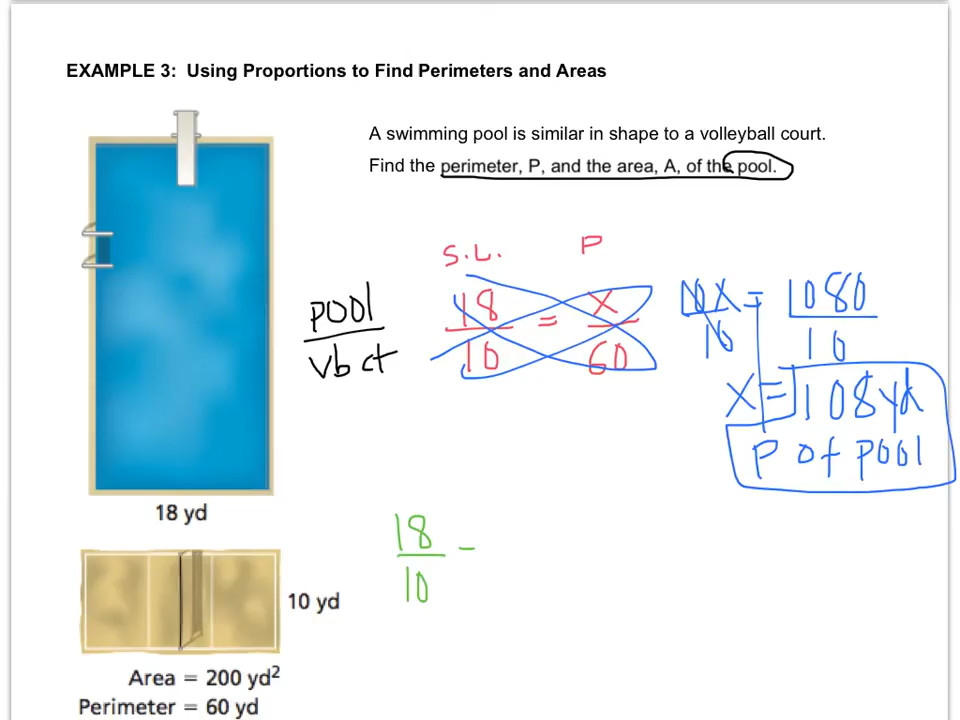 EXAMPLE 3: Using Proportions to Find Perimeters and Areas
A swimming pool is similar in shape to a volleyball court.
Find the perimeter, P, and the area, A, of the pool.
S.L. P
pool
vb ct
18
10
=
x
60
10x = 1080
10 10
x = 108 yd
P of pool
18 yd
18
10
=
10 yd
Area = 200 yd²
Perimeter = 60 yd